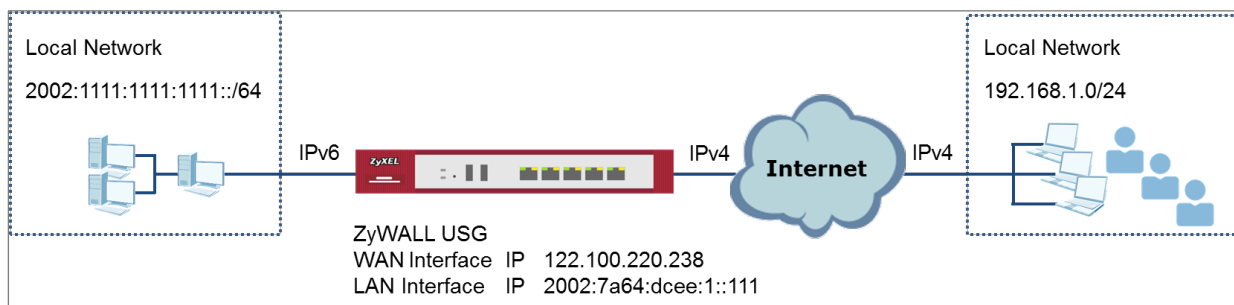 Local Network
2002:1111:1111:1111::/64
IPv6
ZyXEL
IPv4
Internet
IPv4
Local Network
192.168.1.0/24
ZyWALL USG
WAN Interface IP 122.100.220.238
LAN Interface IP 2002:7a64:dcee:1::111